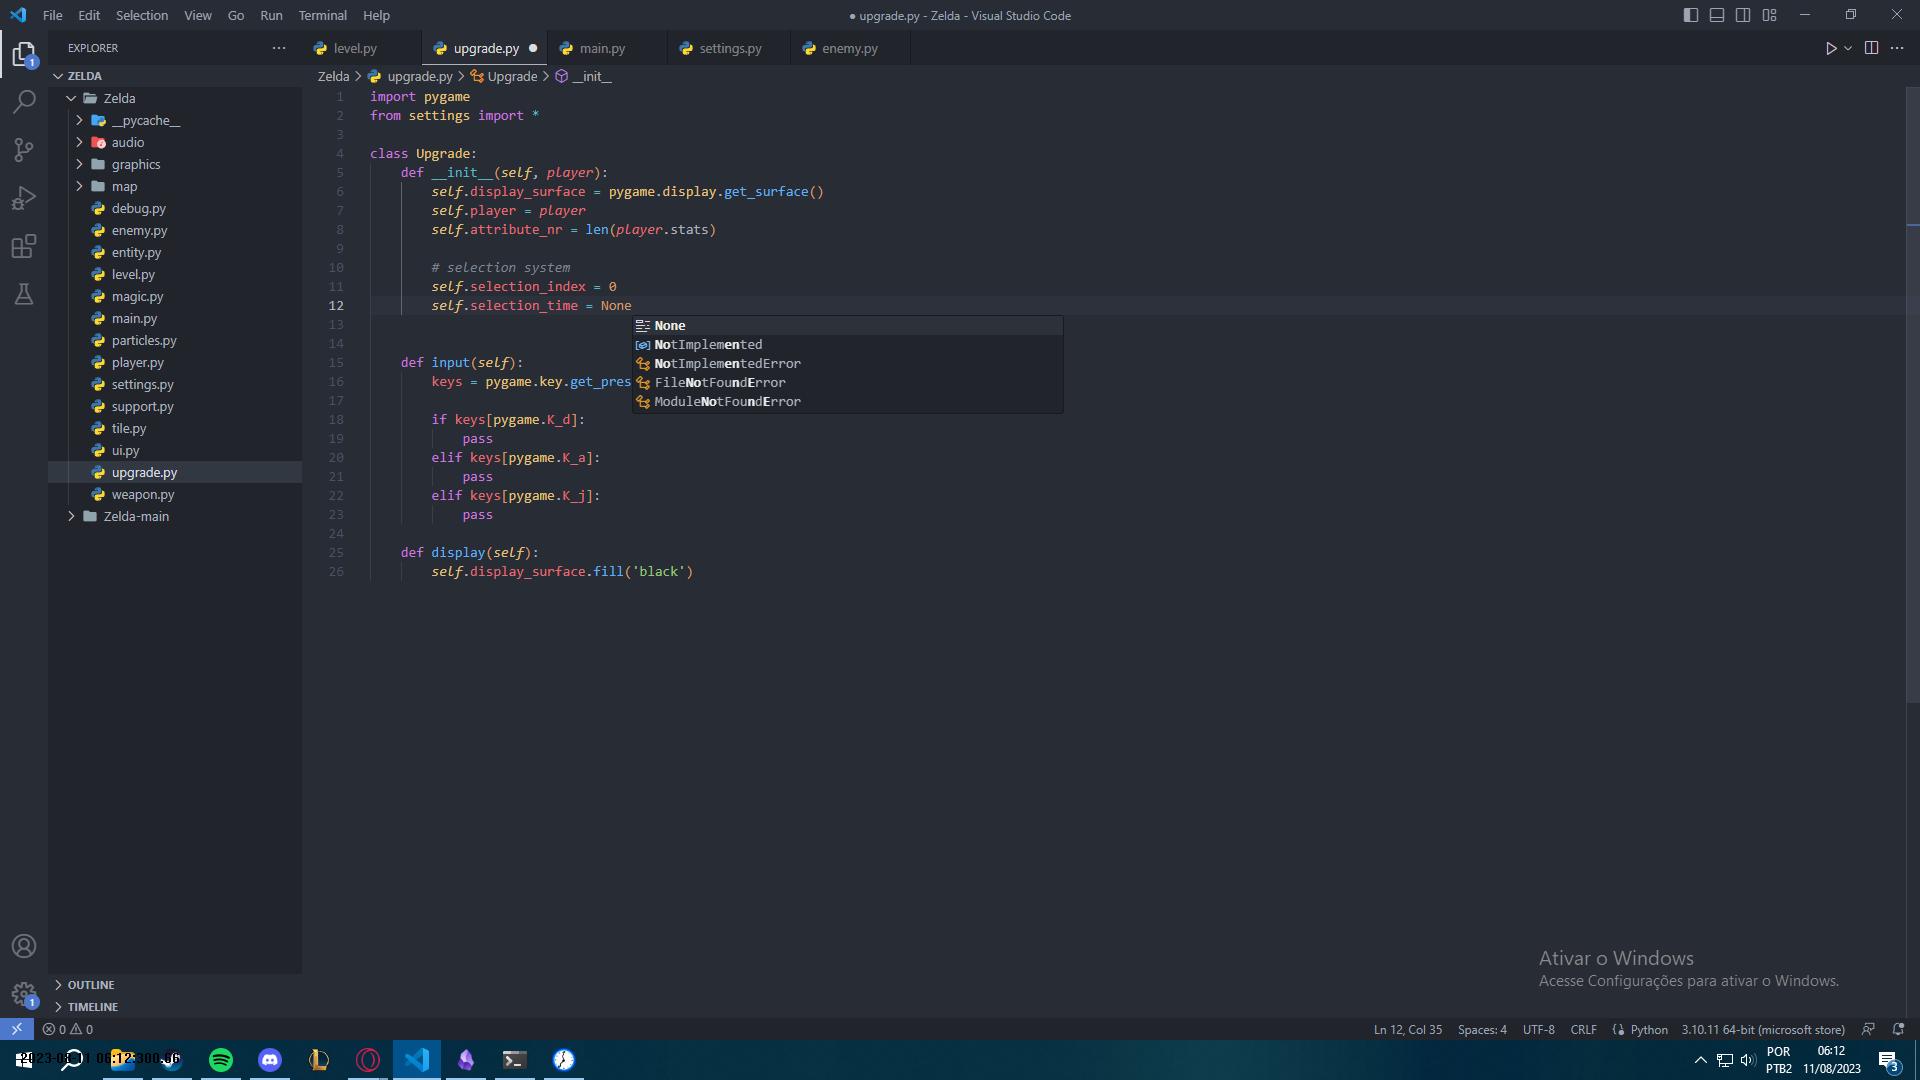 File Edit Selection View Go Run Terminal Help
● upgrade.py - Zelda - Visual Studio Code
EXPLORER
level.py
upgrade.py
main.py
settings.py
enemy.py
ZELDA
Zelda
__pycache__
audio
graphics
map
debug.py
enemy.py
entity.py
level.py
magic.py
main.py
particles.py
player.py
settings.py
support.py
tile.py
ui.py
upgrade.py
weapon.py
Zelda-main
OUTLINE
TIMELINE
1
1
Zelda > upgrade.py > Upgrade > __init__
1 import pygame
2 from settings import *
3
4 class Upgrade:
5 def __init__(self, player):
6 self.display_surface = pygame.display.get_surface()
7 self.player = player
8 self.attribute_nr = len(player.stats)
9
10 # selection system
11 self.selection_index = 0
12 self.selection_time = None
13
14
15 def input(self):
16 keys = pygame.key.get_pres
17
18 if keys[pygame.K_d]:
19 pass
20 elif keys[pygame.K_a]:
21 pass
22 elif keys[pygame.K_j]:
23 pass
24
25 def display(self):
26 self.display_surface.fill('black')
None
NotImplemented
NotImplementedError
FileNotFoundError
ModuleNotFoundError
Ativar o Windows
Acesse Configurações para ativar o Windows.
0 0
Ln 12, Col 35 Spaces: 4 UTF-8 CRLF Python 3.10.11 64-bit (microsoft store)
POR
PTB2
06:12
11/08/2023
3